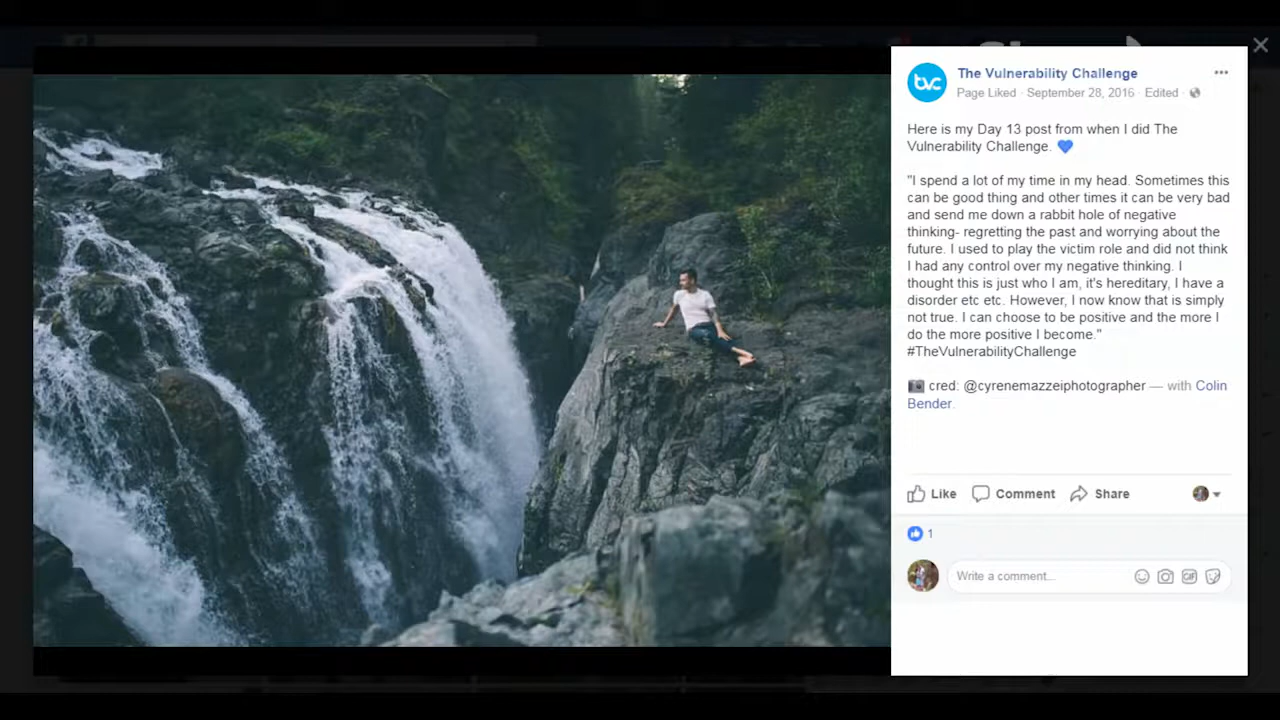 tvc
The Vulnerability Challenge
Page Liked · September 28, 2016 · Edited ·
Here is my Day 13 post from when I did The
Vulnerability Challenge. 💙
"I spend a lot of my time in my head. Sometimes this
can be good thing and other times it can be very bad
and send me down a rabbit hole of negative
thinking- regretting the past and worrying about the
future. I used to play the victim role and did not think
I had any control over my negative thinking. I
thought this is just who I am, it's hereditary, I have a
disorder etc etc. However, I now know that is simply
not true. I can choose to be positive and the more I
do the more positive I become."
#TheVulnerabilityChallenge
📷 cred: @cyrenemazzeiphotographer — with Colin
Bender.
Like Comment Share
1
Write a comment...
GIF